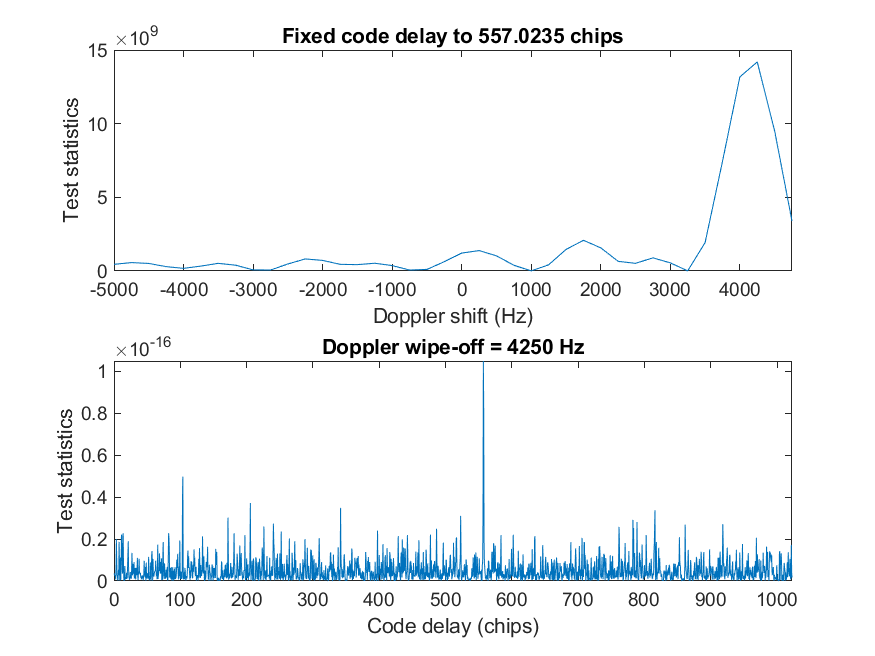 ×10⁹
Fixed code delay to 557.0235 chips
15
10
5
0
Test statistics
-5000 -4000 -3000 -2000 -1000 0 1000 2000 3000 4000
Doppler shift (Hz)
×10⁻¹⁶
Doppler wipe-off = 4250 Hz
1
0.8
0.6
0.4
0.2
0
Test statistics
0 100 200 300 400 500 600 700 800 900 1000
Code delay (chips)